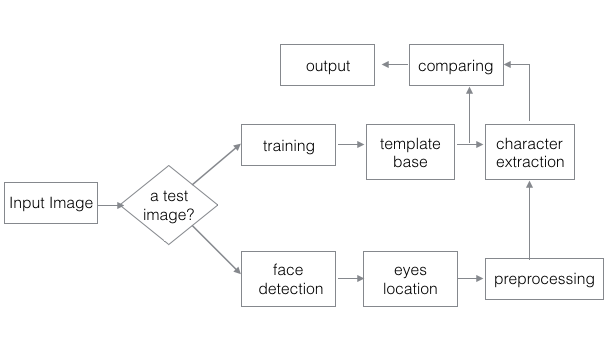 output
comparing
training
template
base
character
extraction
Input Image
a test
image?
face
detection
eyes
location
preprocessing